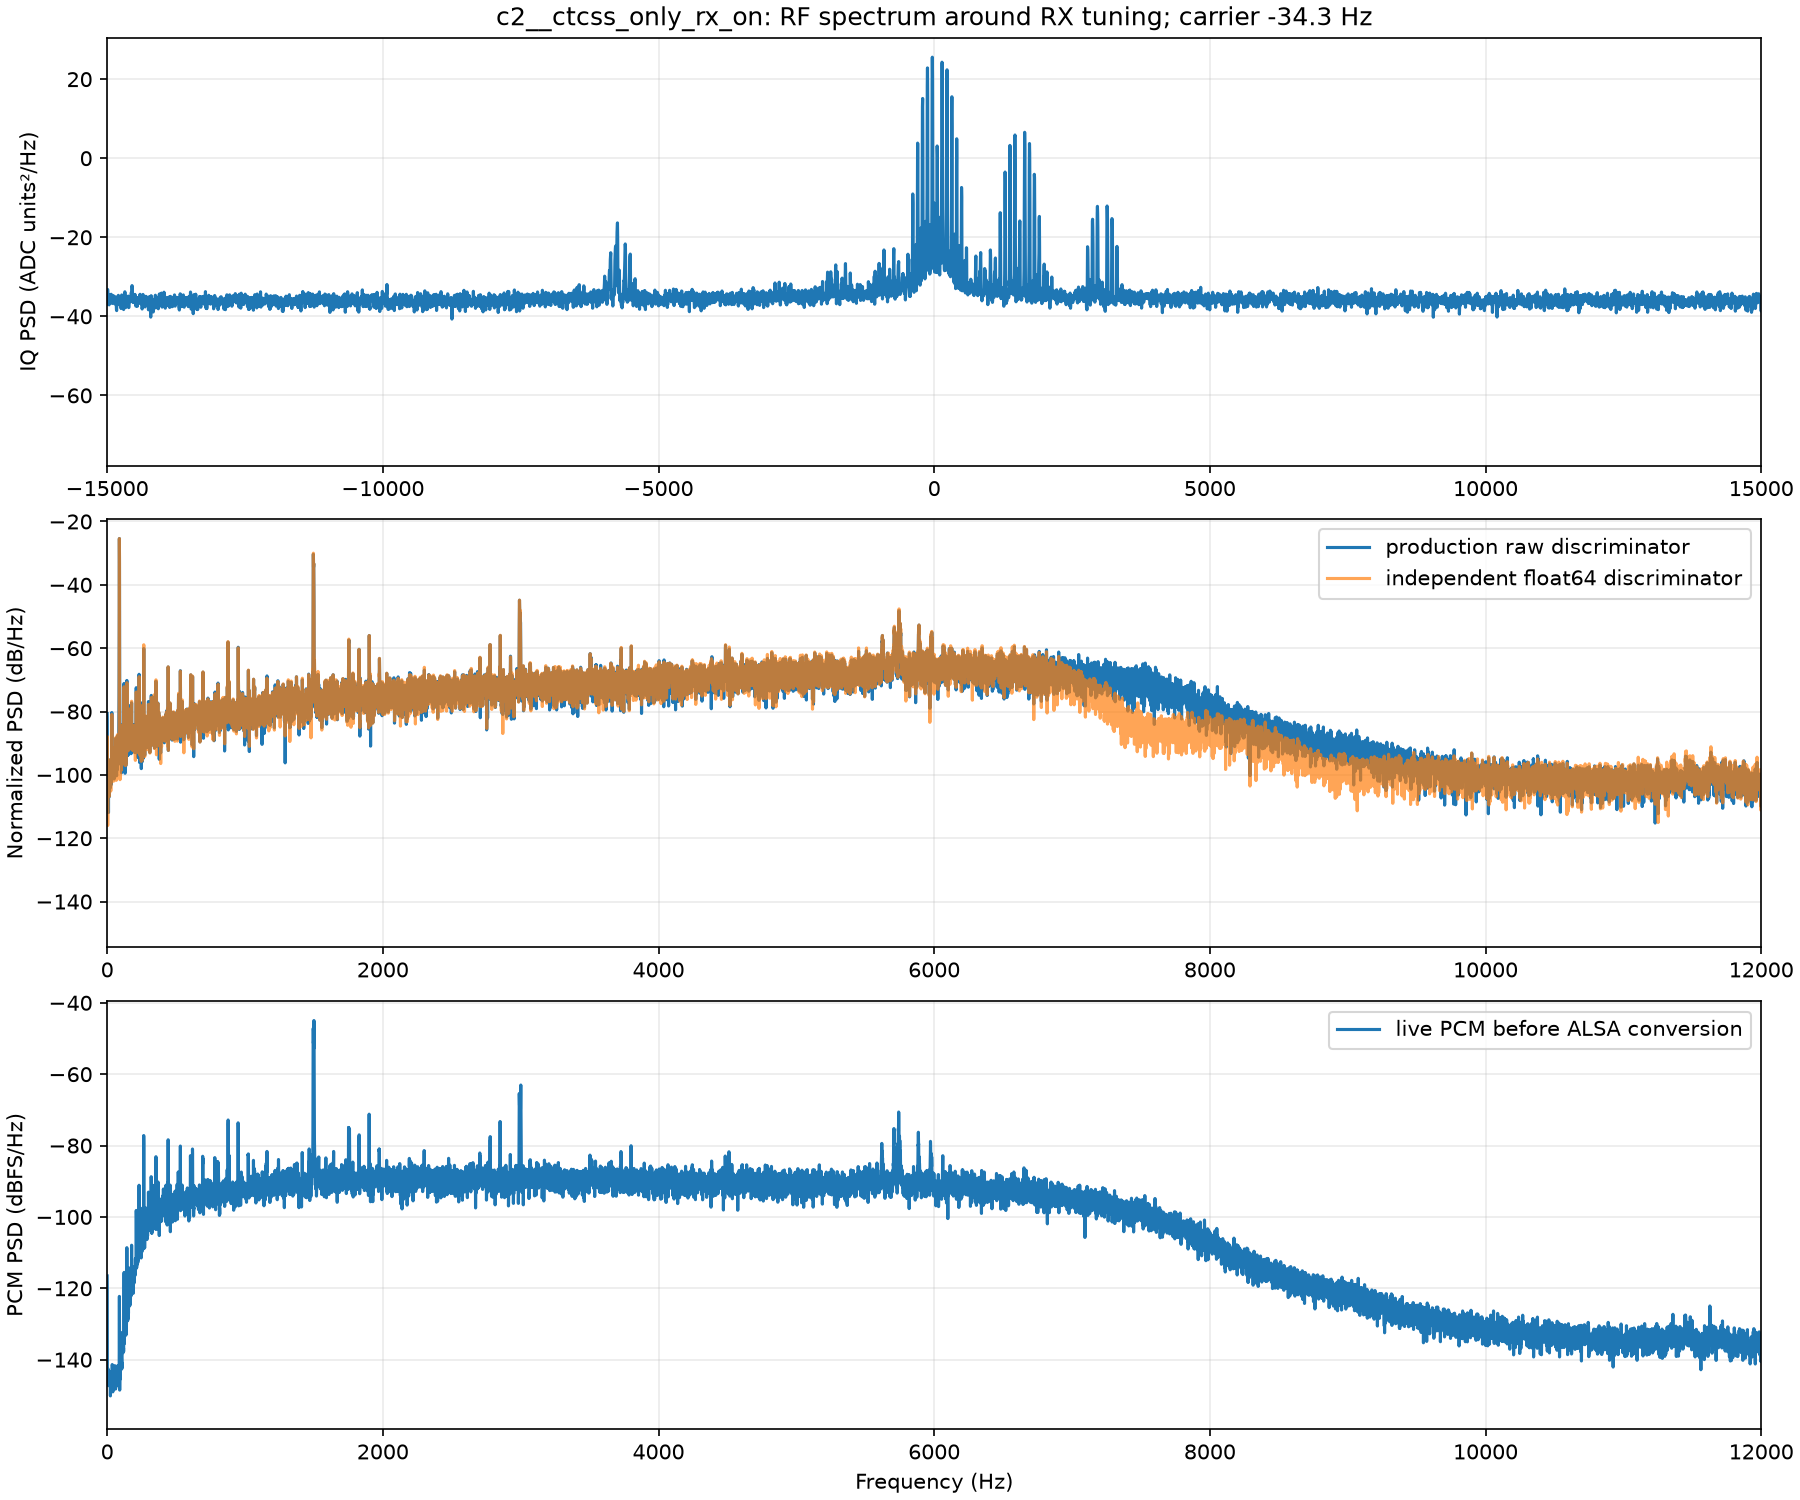 c2__ctcss_only_rx_on: RF spectrum around RX tuning; carrier -34.3 Hz
IQ PSD (ADC units²/Hz)
20
0
−20
−40
−60
−15000 −10000 −5000 0 5000 10000 15000
Normalized PSD (dB/Hz)
−20
−40
−60
−80
−100
−120
−140
production raw discriminator
independent float64 discriminator
0 2000 4000 6000 8000 10000 12000
PCM PSD (dBFS/Hz)
−40
−60
−80
−100
−120
−140
live PCM before ALSA conversion
0 2000 4000 6000 8000 10000 12000
Frequency (Hz)